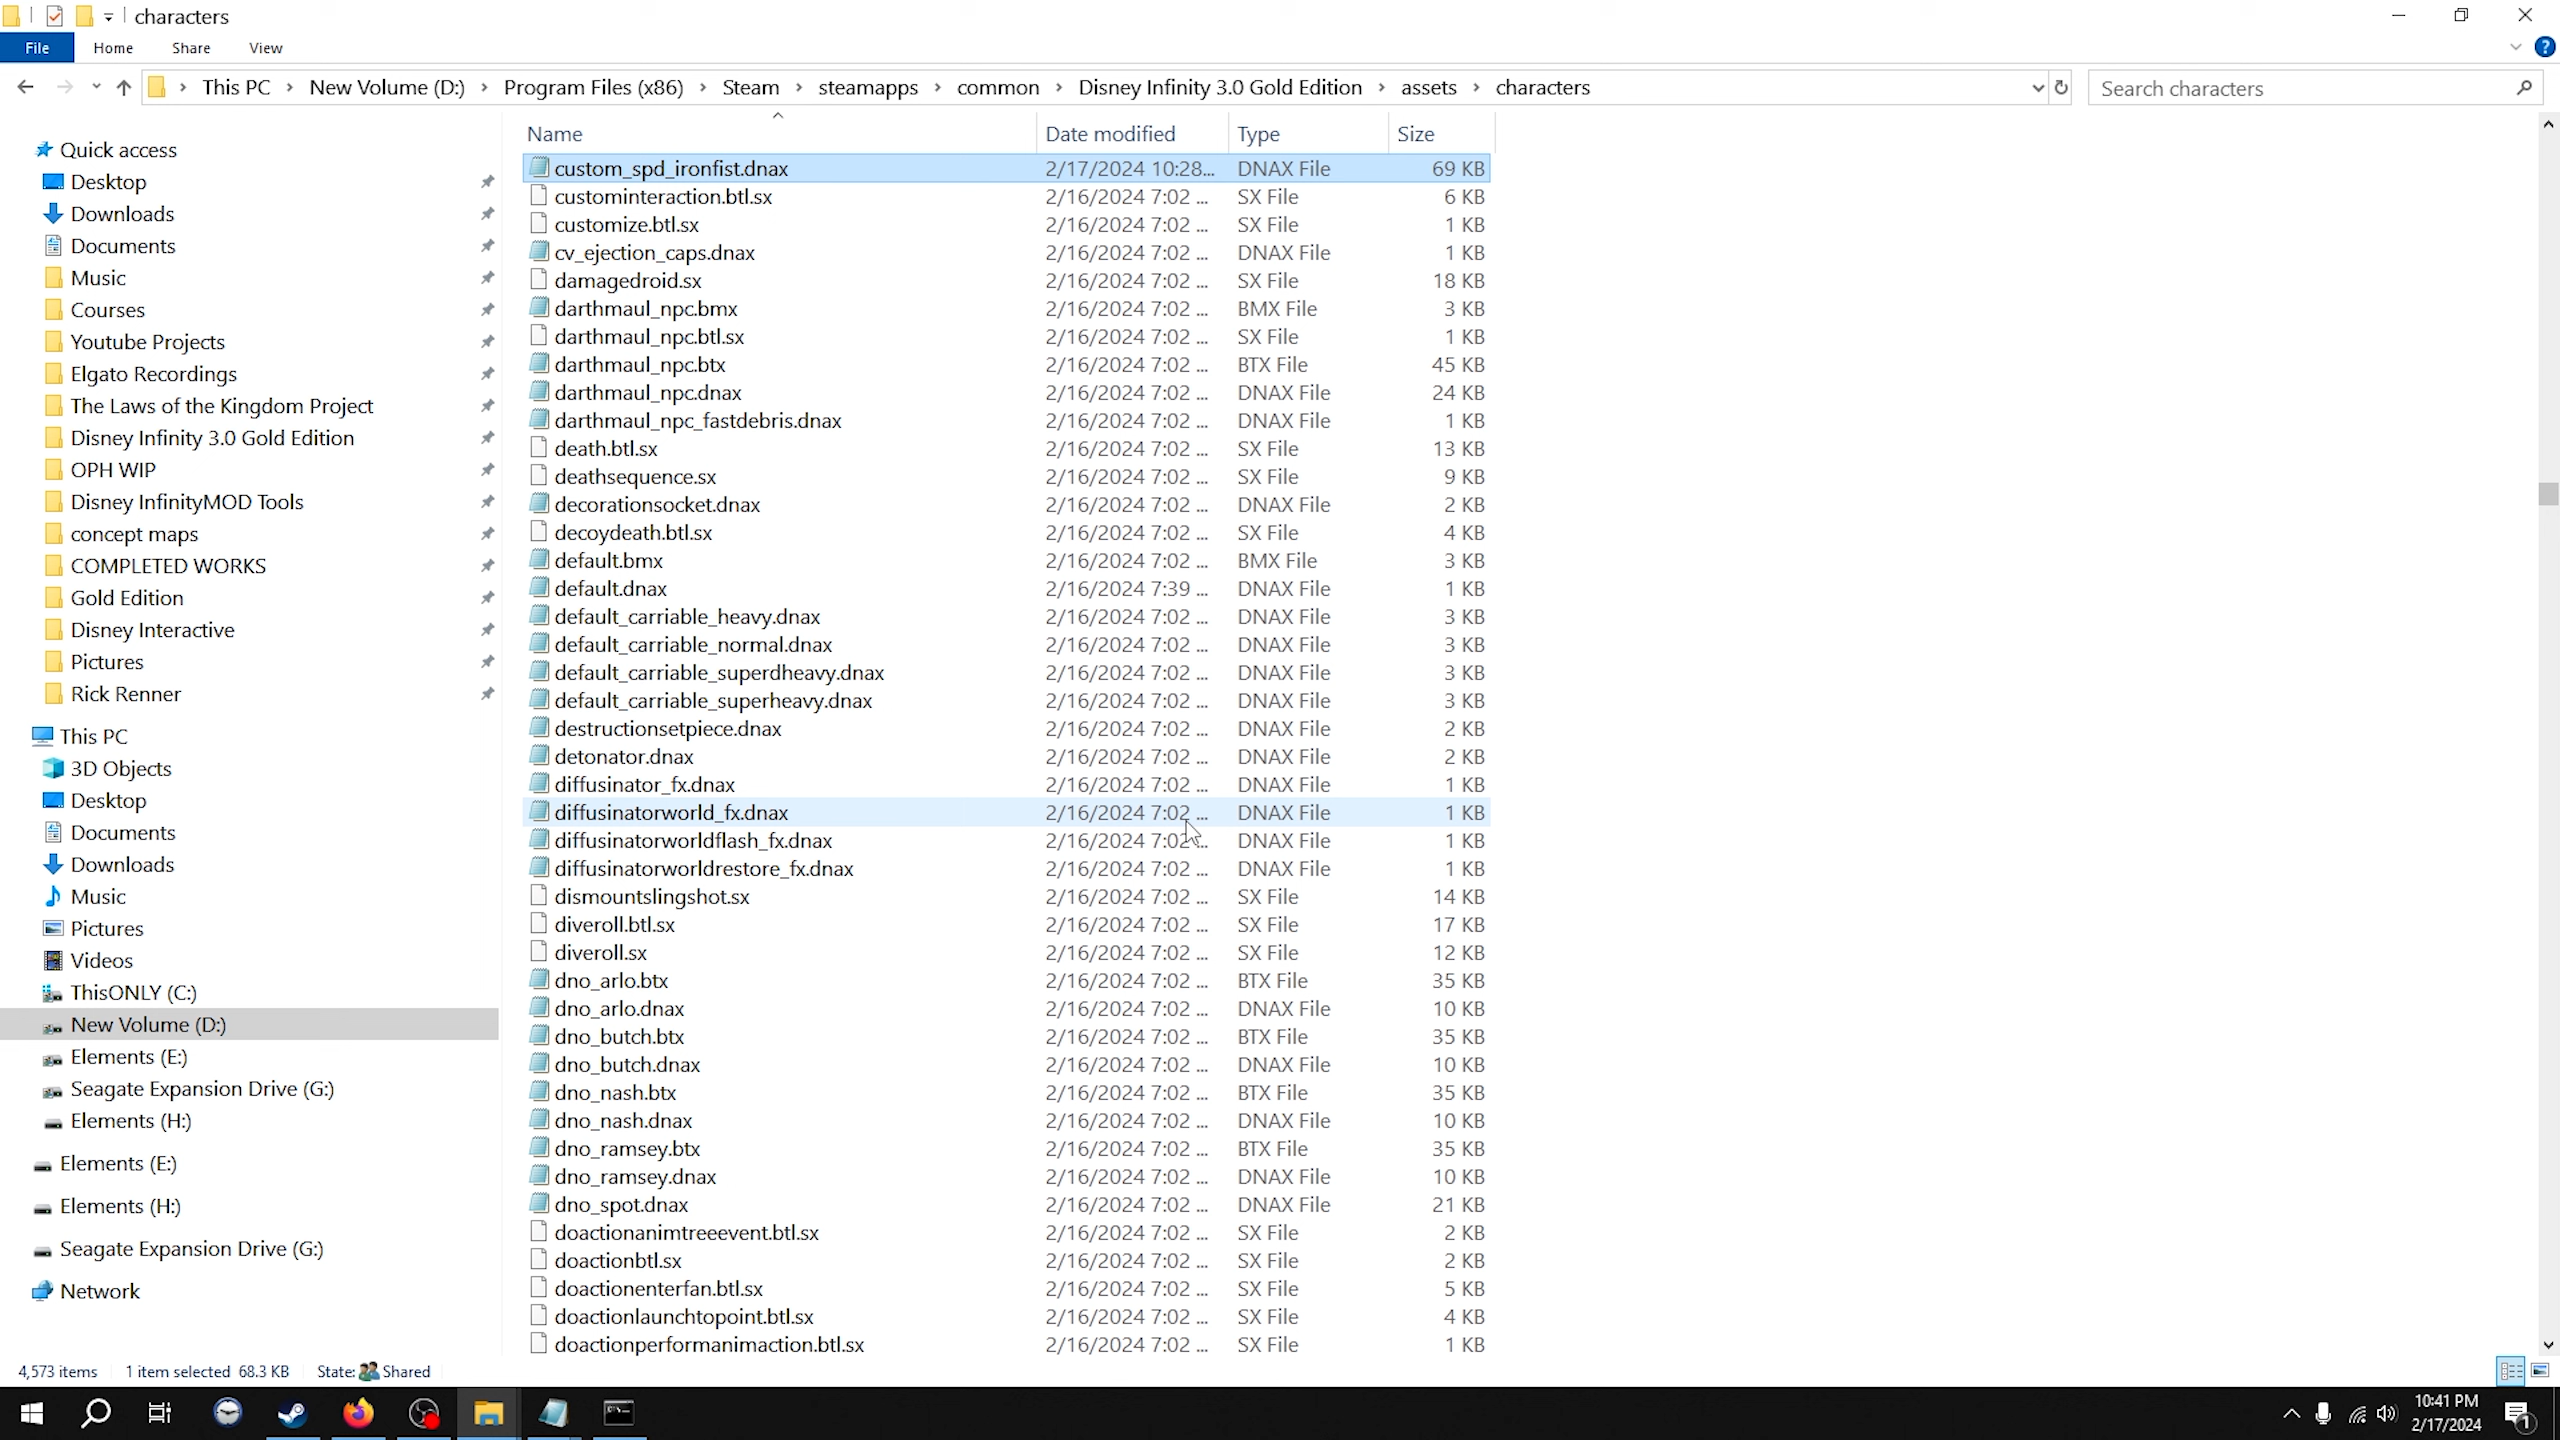 characters
File Home Share View
This PC New Volume (D:) Program Files (x86) Steam steamapps common Disney Infinity 3.0 Gold Edition assets characters Search characters
Quick access
Desktop
Downloads
Documents
Music
Courses
Youtube Projects
Elgato Recordings
The Laws of the Kingdom Project
Disney Infinity 3.0 Gold Edition
OPH WIP
Disney InfinityMOD Tools
concept maps
COMPLETED WORKS
Gold Edition
Disney Interactive
Pictures
Rick Renner
This PC
3D Objects
Desktop
Documents
Downloads
Music
Pictures
Videos
ThisONLY (C:)
New Volume (D:)
Elements (E:)
Seagate Expansion Drive (G:)
Elements (H:)
Elements (E:)
Elements (H:)
Seagate Expansion Drive (G:)
Network
Name Date modified Type Size
custom_spd_ironfist.dnax 2/17/2024 10:28... DNAX File 69 KB
custominteraction.btl.sx 2/16/2024 7:02 ... SX File 6 KB
customize.btl.sx 2/16/2024 7:02 ... SX File 1 KB
cv_ejection_caps.dnax 2/16/2024 7:02 ... DNAX File 1 KB
damagedroid.sx 2/16/2024 7:02 ... SX File 18 KB
darthmaul_npc.bmx 2/16/2024 7:02 ... BMX File 3 KB
darthmaul_npc.btl.sx 2/16/2024 7:02 ... SX File 1 KB
darthmaul_npc.btx 2/16/2024 7:02 ... BTX File 45 KB
darthmaul_npc.dnax 2/16/2024 7:02 ... DNAX File 24 KB
darthmaul_npc_fastdebris.dnax 2/16/2024 7:02 ... DNAX File 1 KB
death.btl.sx 2/16/2024 7:02 ... SX File 13 KB
deathsequence.sx 2/16/2024 7:02 ... SX File 9 KB
decorationsocket.dnax 2/16/2024 7:02 ... DNAX File 2 KB
decoydeath.btl.sx 2/16/2024 7:02 ... SX File 4 KB
default.bmx 2/16/2024 7:02 ... BMX File 3 KB
default.dnax 2/16/2024 7:39 ... DNAX File 1 KB
default_carriable_heavy.dnax 2/16/2024 7:02 ... DNAX File 3 KB
default_carriable_normal.dnax 2/16/2024 7:02 ... DNAX File 3 KB
default_carriable_superdheavy.dnax 2/16/2024 7:02 ... DNAX File 3 KB
default_carriable_superheavy.dnax 2/16/2024 7:02 ... DNAX File 3 KB
destructionsetpiece.dnax 2/16/2024 7:02 ... DNAX File 2 KB
detonator.dnax 2/16/2024 7:02 ... DNAX File 2 KB
diffusinator_fx.dnax 2/16/2024 7:02 ... DNAX File 1 KB
diffusinatorworld_fx.dnax 2/16/2024 7:02 ... DNAX File 1 KB
diffusinatorworldflash_fx.dnax 2/16/2024 7:02 ... DNAX File 1 KB
diffusinatorworldrestore_fx.dnax 2/16/2024 7:02 ... DNAX File 1 KB
dismountslingshot.sx 2/16/2024 7:02 ... SX File 14 KB
diveroll.btl.sx 2/16/2024 7:02 ... SX File 17 KB
diveroll.sx 2/16/2024 7:02 ... SX File 12 KB
dno_arlo.btx 2/16/2024 7:02 ... BTX File 35 KB
dno_arlo.dnax 2/16/2024 7:02 ... DNAX File 10 KB
dno_butch.btx 2/16/2024 7:02 ... BTX File 35 KB
dno_butch.dnax 2/16/2024 7:02 ... DNAX File 10 KB
dno_nash.btx 2/16/2024 7:02 ... BTX File 35 KB
dno_nash.dnax 2/16/2024 7:02 ... DNAX File 10 KB
dno_ramsey.btx 2/16/2024 7:02 ... BTX File 35 KB
dno_ramsey.dnax 2/16/2024 7:02 ... DNAX File 10 KB
dno_spot.dnax 2/16/2024 7:02 ... DNAX File 21 KB
doactionanimtreeevent.btl.sx 2/16/2024 7:02 ... SX File 2 KB
doactionbtl.sx 2/16/2024 7:02 ... SX File 2 KB
doactionenterfan.btl.sx 2/16/2024 7:02 ... SX File 5 KB
doactionlaunchtopoint.btl.sx 2/16/2024 7:02 ... SX File 4 KB
doactionperformanimaction.btl.sx 2/16/2024 7:02 ... SX File 1 KB
4,573 items 1 item selected 68.3 KB State: Shared
10:41 PM
2/17/2024
1